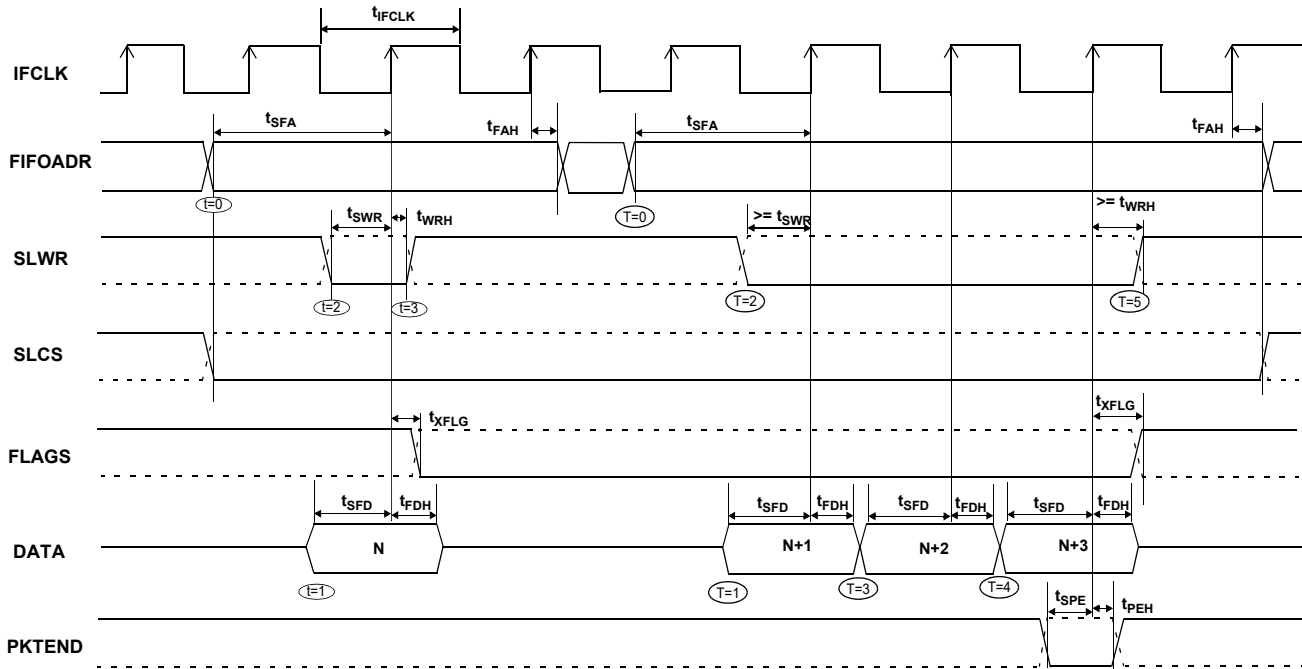 tIFCLK
IFCLK
tSFA
tFAH
tSFA
tFAH
FIFOADR
t=0
T=0
tSWR
tWRH
>= tSWR
>= tWRH
SLWR
t=2
t=3
T=2
T=5
SLCS
tXFLG
tXFLG
FLAGS
tSFD
tFDH
tSFD
tFDH
tSFD
tFDH
tSFD
tFDH
DATA
N
N+1
N+2
N+3
t=1
T=1
T=3
T=4
tSPE
tPEH
PKTEND